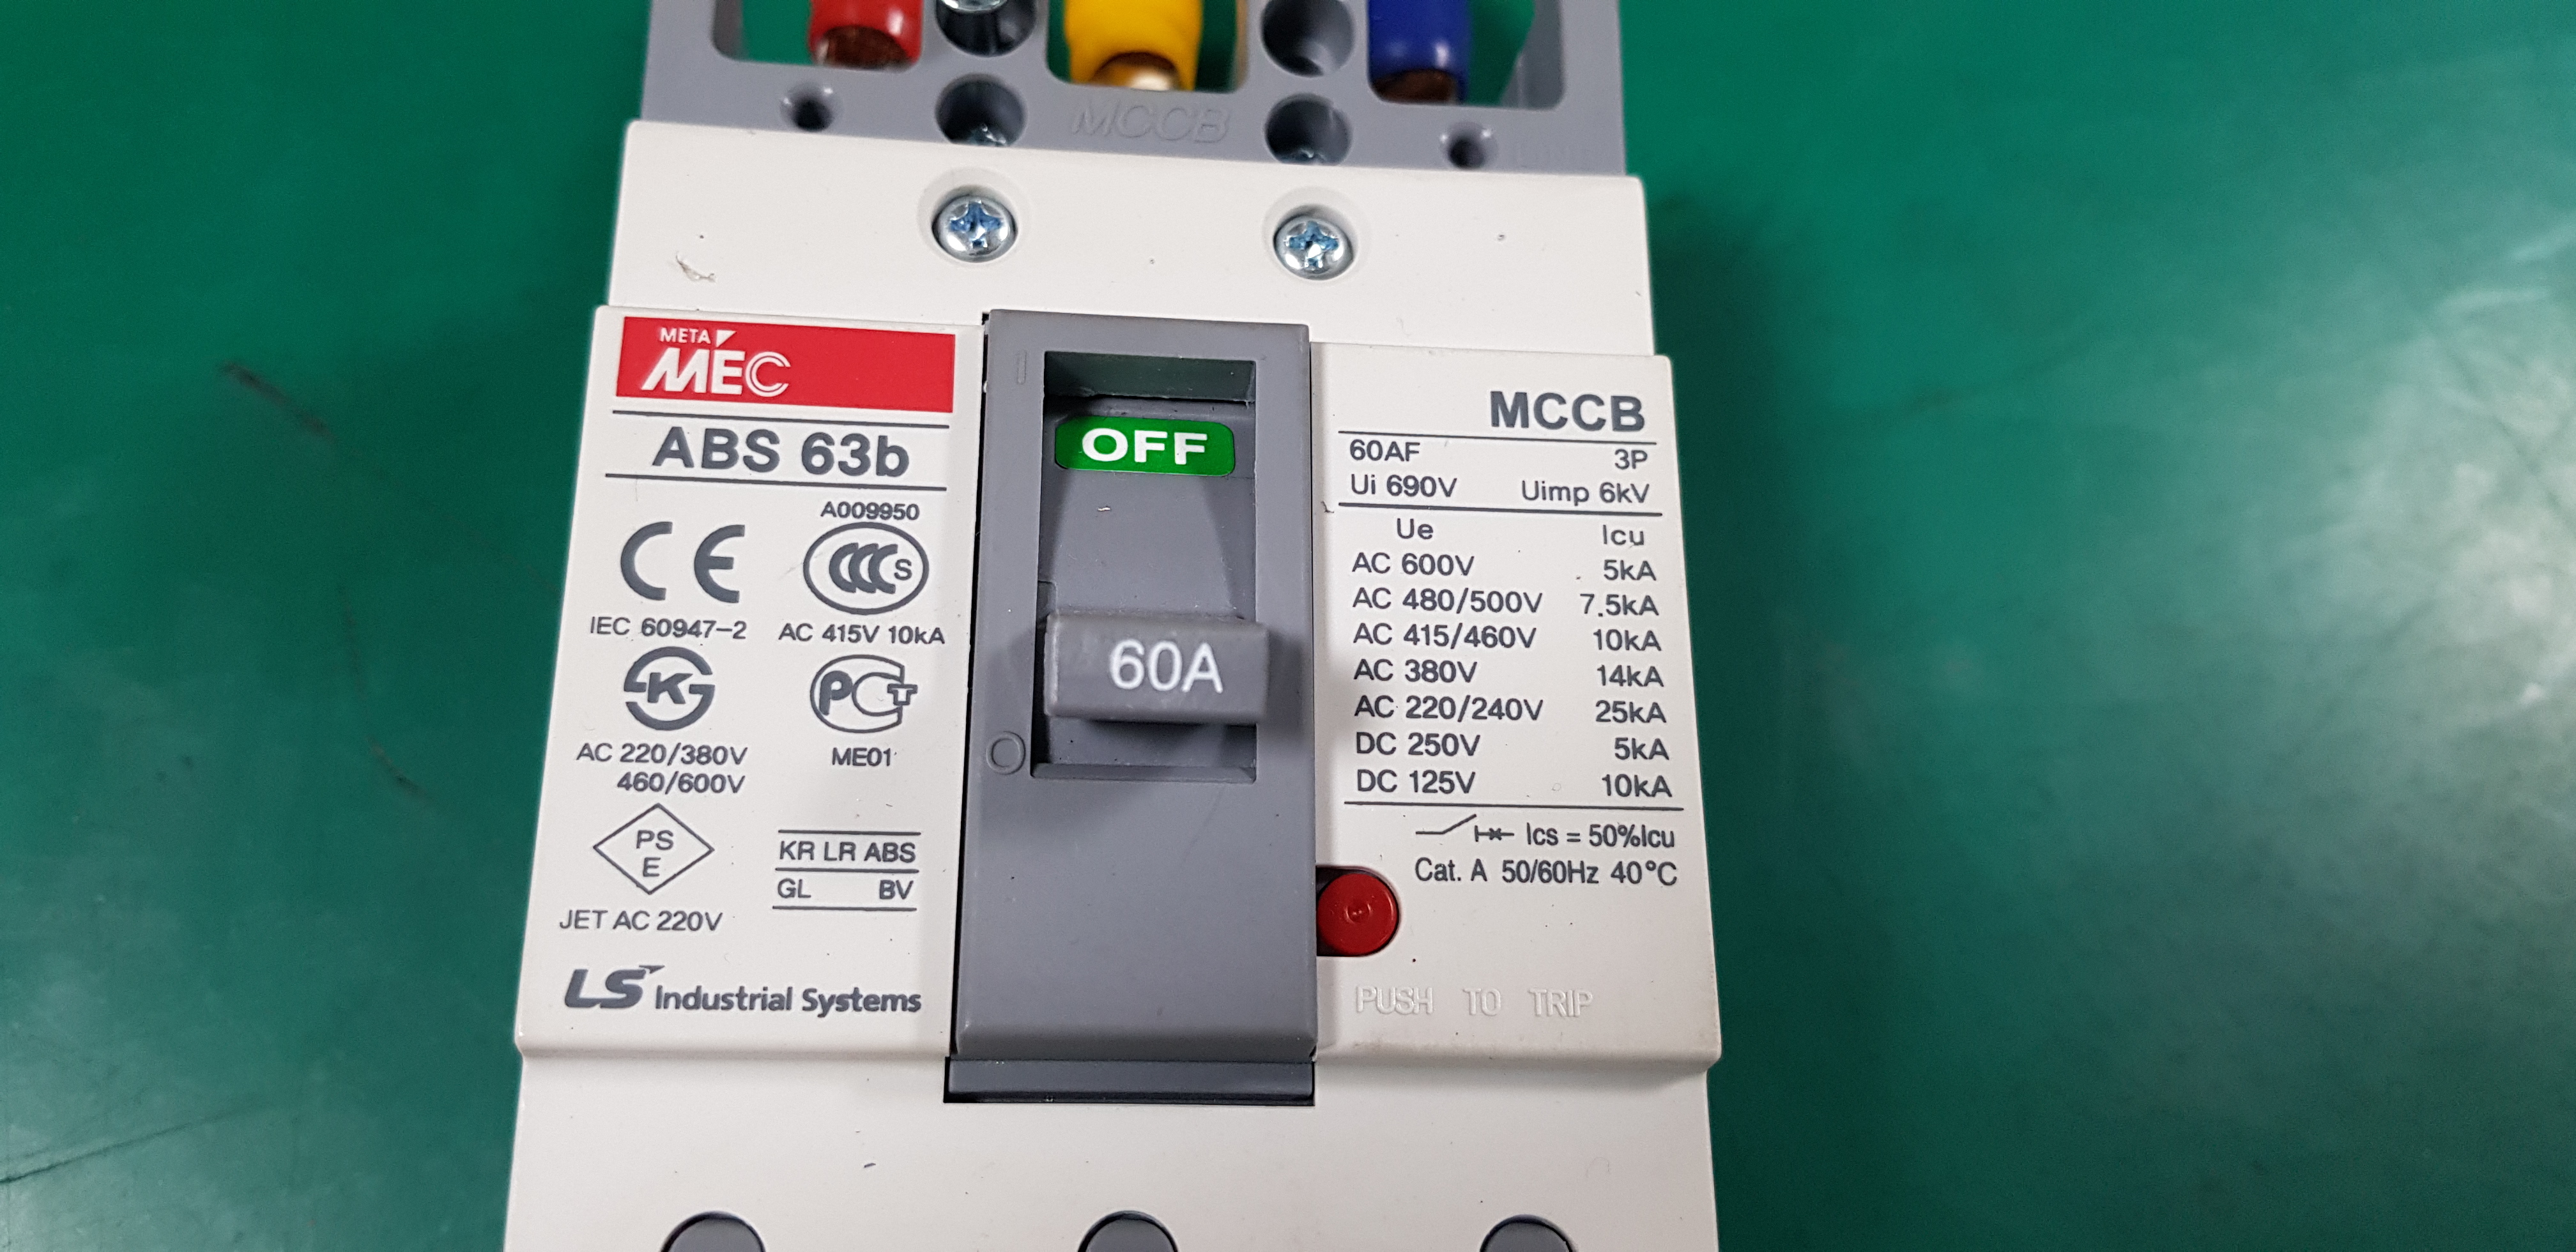 MCCB
META
MEC
ABS 63b
A009950
CE
CCC S
IEC 60947-2
AC 415V 10kA
K
PCT
AC 220/380V
460/600V
ME01
PS
E
KR LR ABS
GL BV
JET AC 220V
LS Industrial Systems
I
OFF
60A
O
MCCB
60AF 3P
Ui 690V Uimp 6kV
Ue Icu
AC 600V 5kA
AC 480/500V 7.5kA
AC 415/460V 10kA
AC 380V 14kA
AC 220/240V 25kA
DC 250V 5kA
DC 125V 10kA
Ics = 50%Icu
Cat. A 50/60Hz 40°C
PUSH TO TRIP